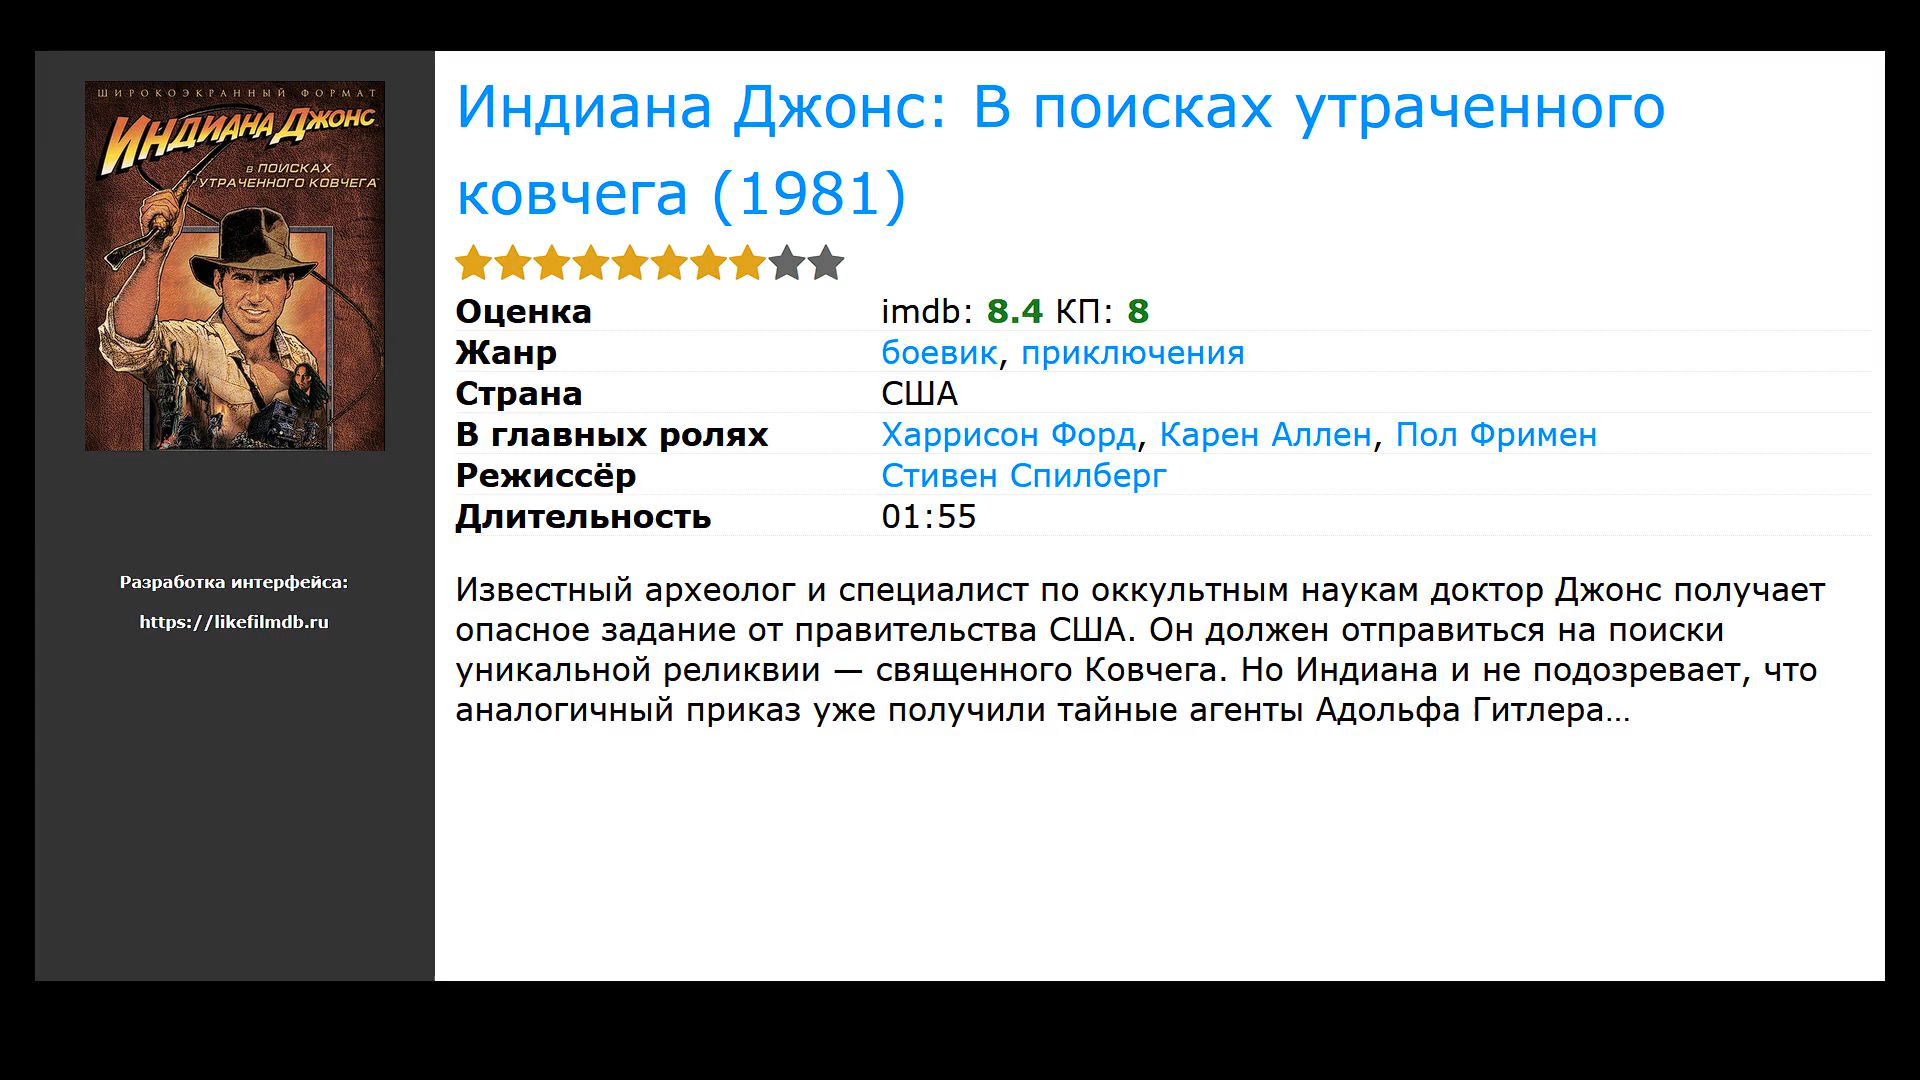 ШИРОКОЭКРАННЫЙ ФОРМАТ
ИНДИАНА ДЖОНС
В ПОИСКАХ
УТРАЧЕННОГО КОВЧЕГА
Разработка интерфейса:
https://likefilmdb.ru
Индиана Джонс: В поисках утраченного
ковчега (1981)
Оценка imdb: 8.4 КП: 8
Жанр боевик, приключения
Страна США
В главных ролях Харрисон Форд, Карен Аллен, Пол Фримен
Режиссёр Стивен Спилберг
Длительность 01:55
Известный археолог и специалист по оккультным наукам доктор Джонс получает
опасное задание от правительства США. Он должен отправиться на поиски
уникальной реликвии — священного Ковчега. Но Индиана и не подозревает, что
аналогичный приказ уже получили тайные агенты Адольфа Гитлера…